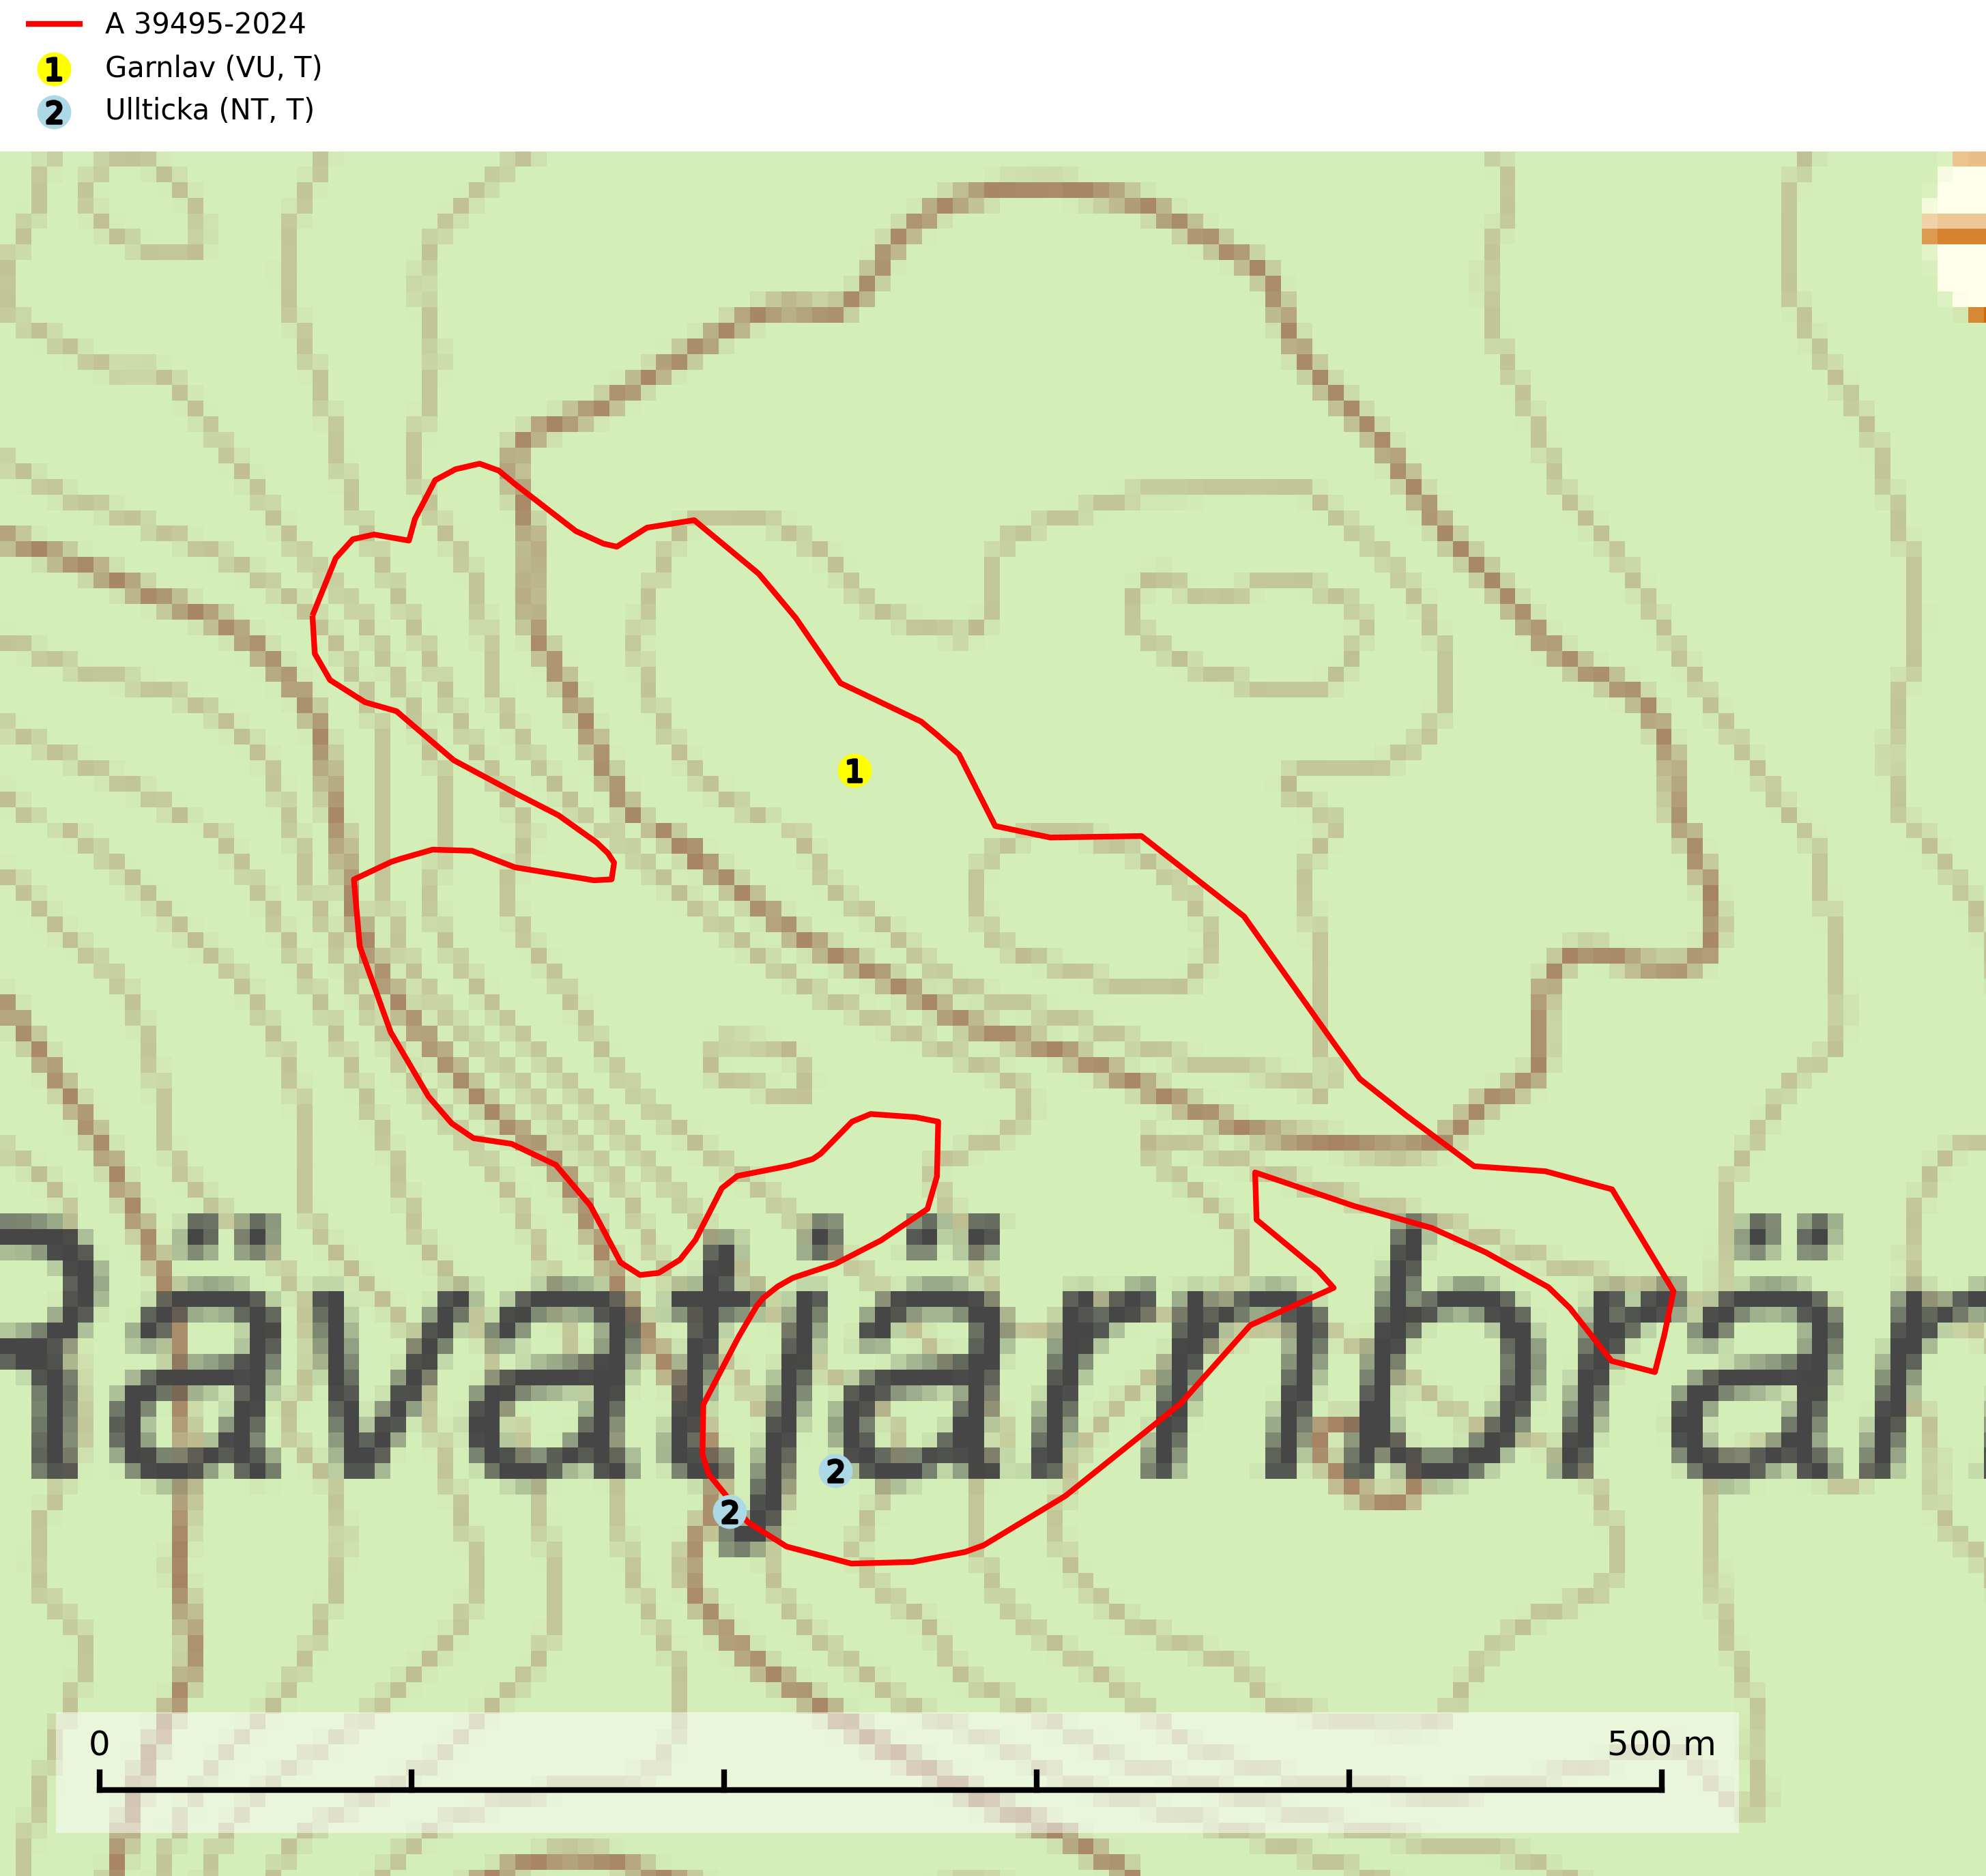 A 39495-2024
1 Garnlav (VU, T)
2 Ullticka (NT, T)
1
Rävatjärnbrän
2
2
0 500 m